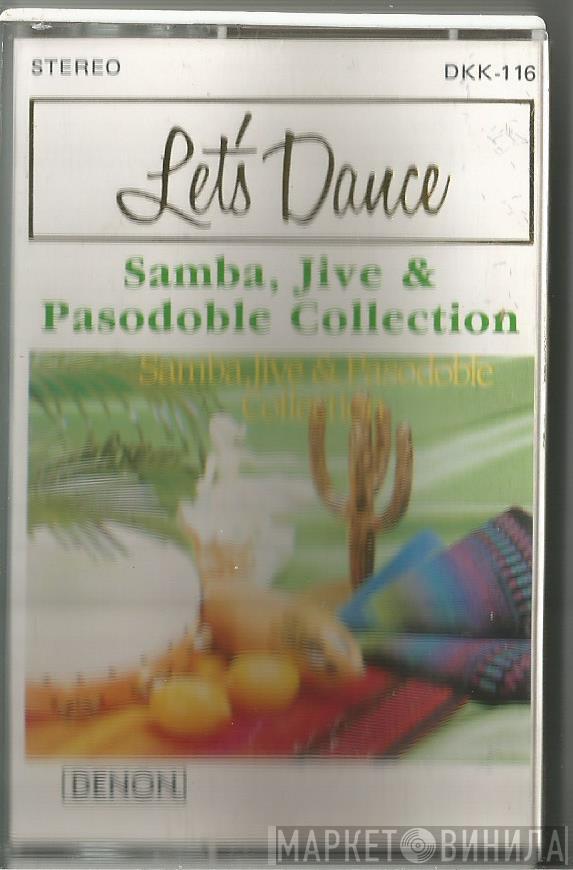 STEREO
DKK-116
Let's Dance
Samba, Jive &
Pasodoble Collection
Samba, Jive & Pasodoble
Collection
DENON
МАРКЕТ ВИНИЛА